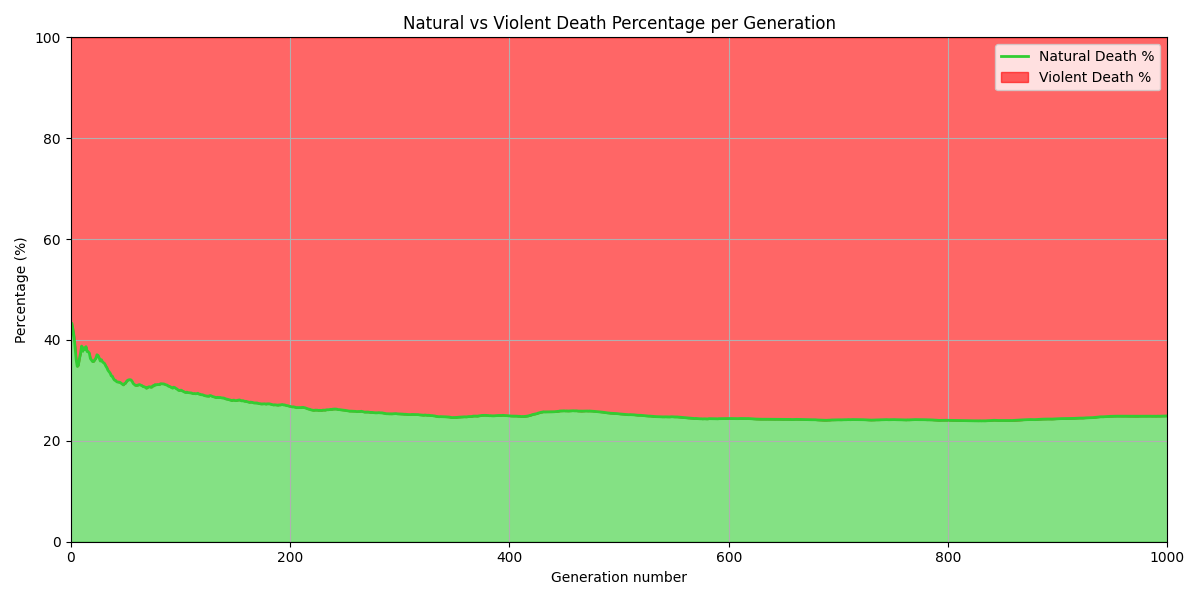 Natural vs Violent Death Percentage per Generation
Natural Death %
Violent Death %
Percentage (%)
100
80
60
40
20
0
0 200 400 600 800 1000
Generation number